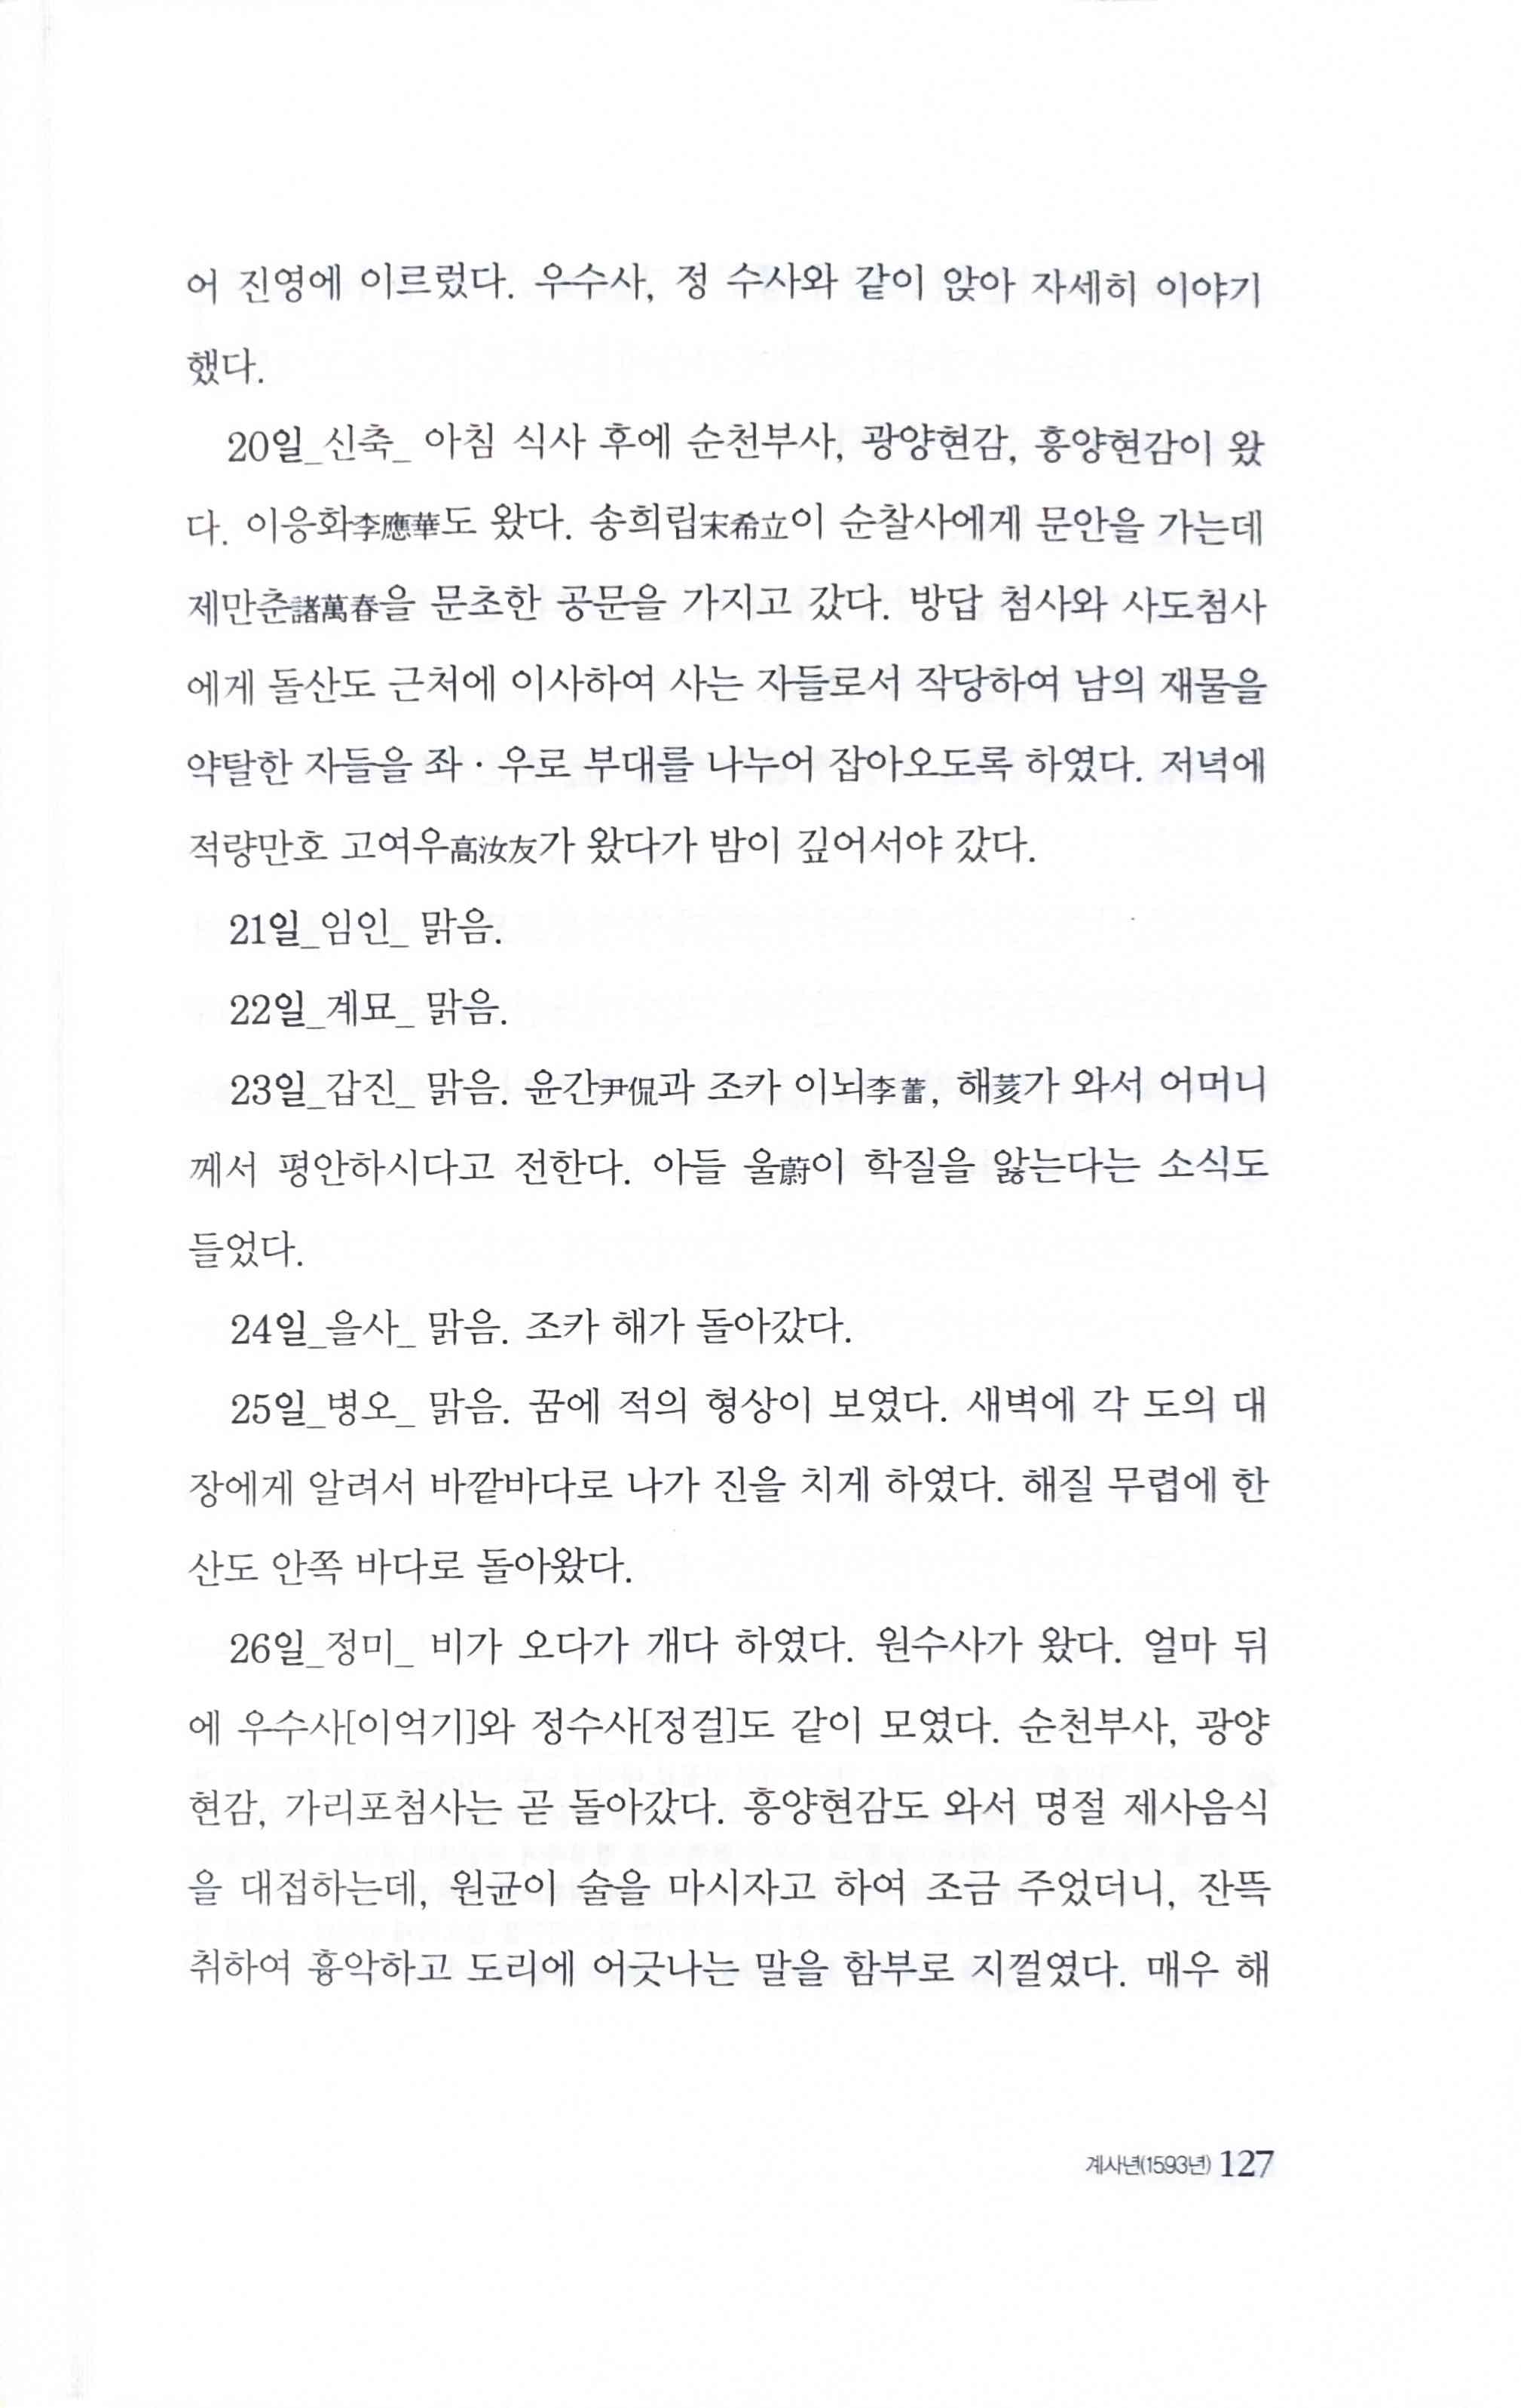 어 진영에 이르렀다. 우수사, 정 수사와 같이 앉아 자세히 이야기
했다.
20일_신축_ 아침 식사 후에 순천부사, 광양현감, 흥양현감이 왔
다. 이응화李應華도 왔다. 송희립宋希立이 순찰사에게 문안을 가는데
제만춘諸萬春을 문초한 공문을 가지고 갔다. 방답 첨사와 사도첨사
에게 돌산도 근처에 이사하여 사는 자들로서 작당하여 남의 재물을
약탈한 자들을 좌·우로 부대를 나누어 잡아오도록 하였다. 저녁에
적량만호 고여우高汝友가 왔다가 밤이 깊어서야 갔다.
21일_임인_ 맑음.
22일_계묘_ 맑음.
23일_갑진_ 맑음. 윤간尹侃과 조카 이뇌李蕾, 해荄가 와서 어머니
께서 평안하시다고 전한다. 아들 울蔚이 학질을 앓는다는 소식도
들었다.
24일_을사_ 맑음. 조카 해가 돌아갔다.
25일_병오_ 맑음. 꿈에 적의 형상이 보였다. 새벽에 각 도의 대
장에게 알려서 바깥바다로 나가 진을 치게 하였다. 해질 무렵에 한
산도 안쪽 바다로 돌아왔다.
26일_정미_ 비가 오다가 개다 하였다. 원수사가 왔다. 얼마 뒤
에 우수사[이억기]와 정수사[정걸]도 같이 모였다. 순천부사, 광양
현감, 가리포첨사는 곧 돌아갔다. 흥양현감도 와서 명절 제사음식
을 대접하는데, 원균이 술을 마시자고 하여 조금 주었더니, 잔뜩
취하여 흉악하고 도리에 어긋나는 말을 함부로 지껄였다. 매우 해
계사년(1593년) 127